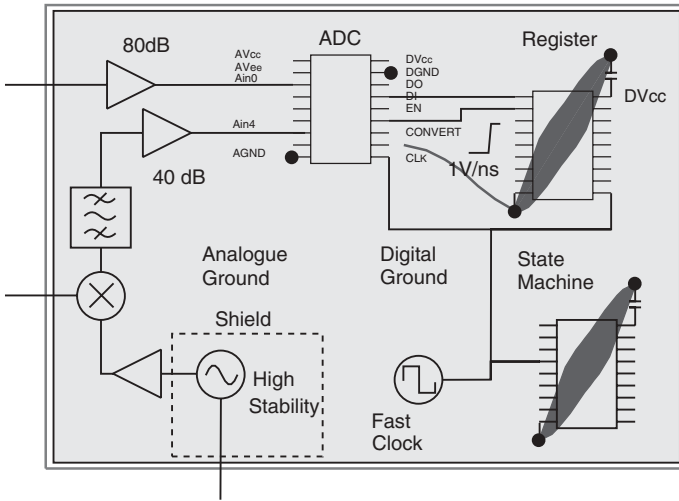 80dB
ADC
Register
AVcc
AVee
Ain0
DVcc
DGND
DO
DI
EN
DVcc
Ain4
CONVERT
40 dB
AGND
CLK
1V/ns
Analogue
Ground
Digital
Ground
State
Machine
Shield
High
Stability
Fast
Clock